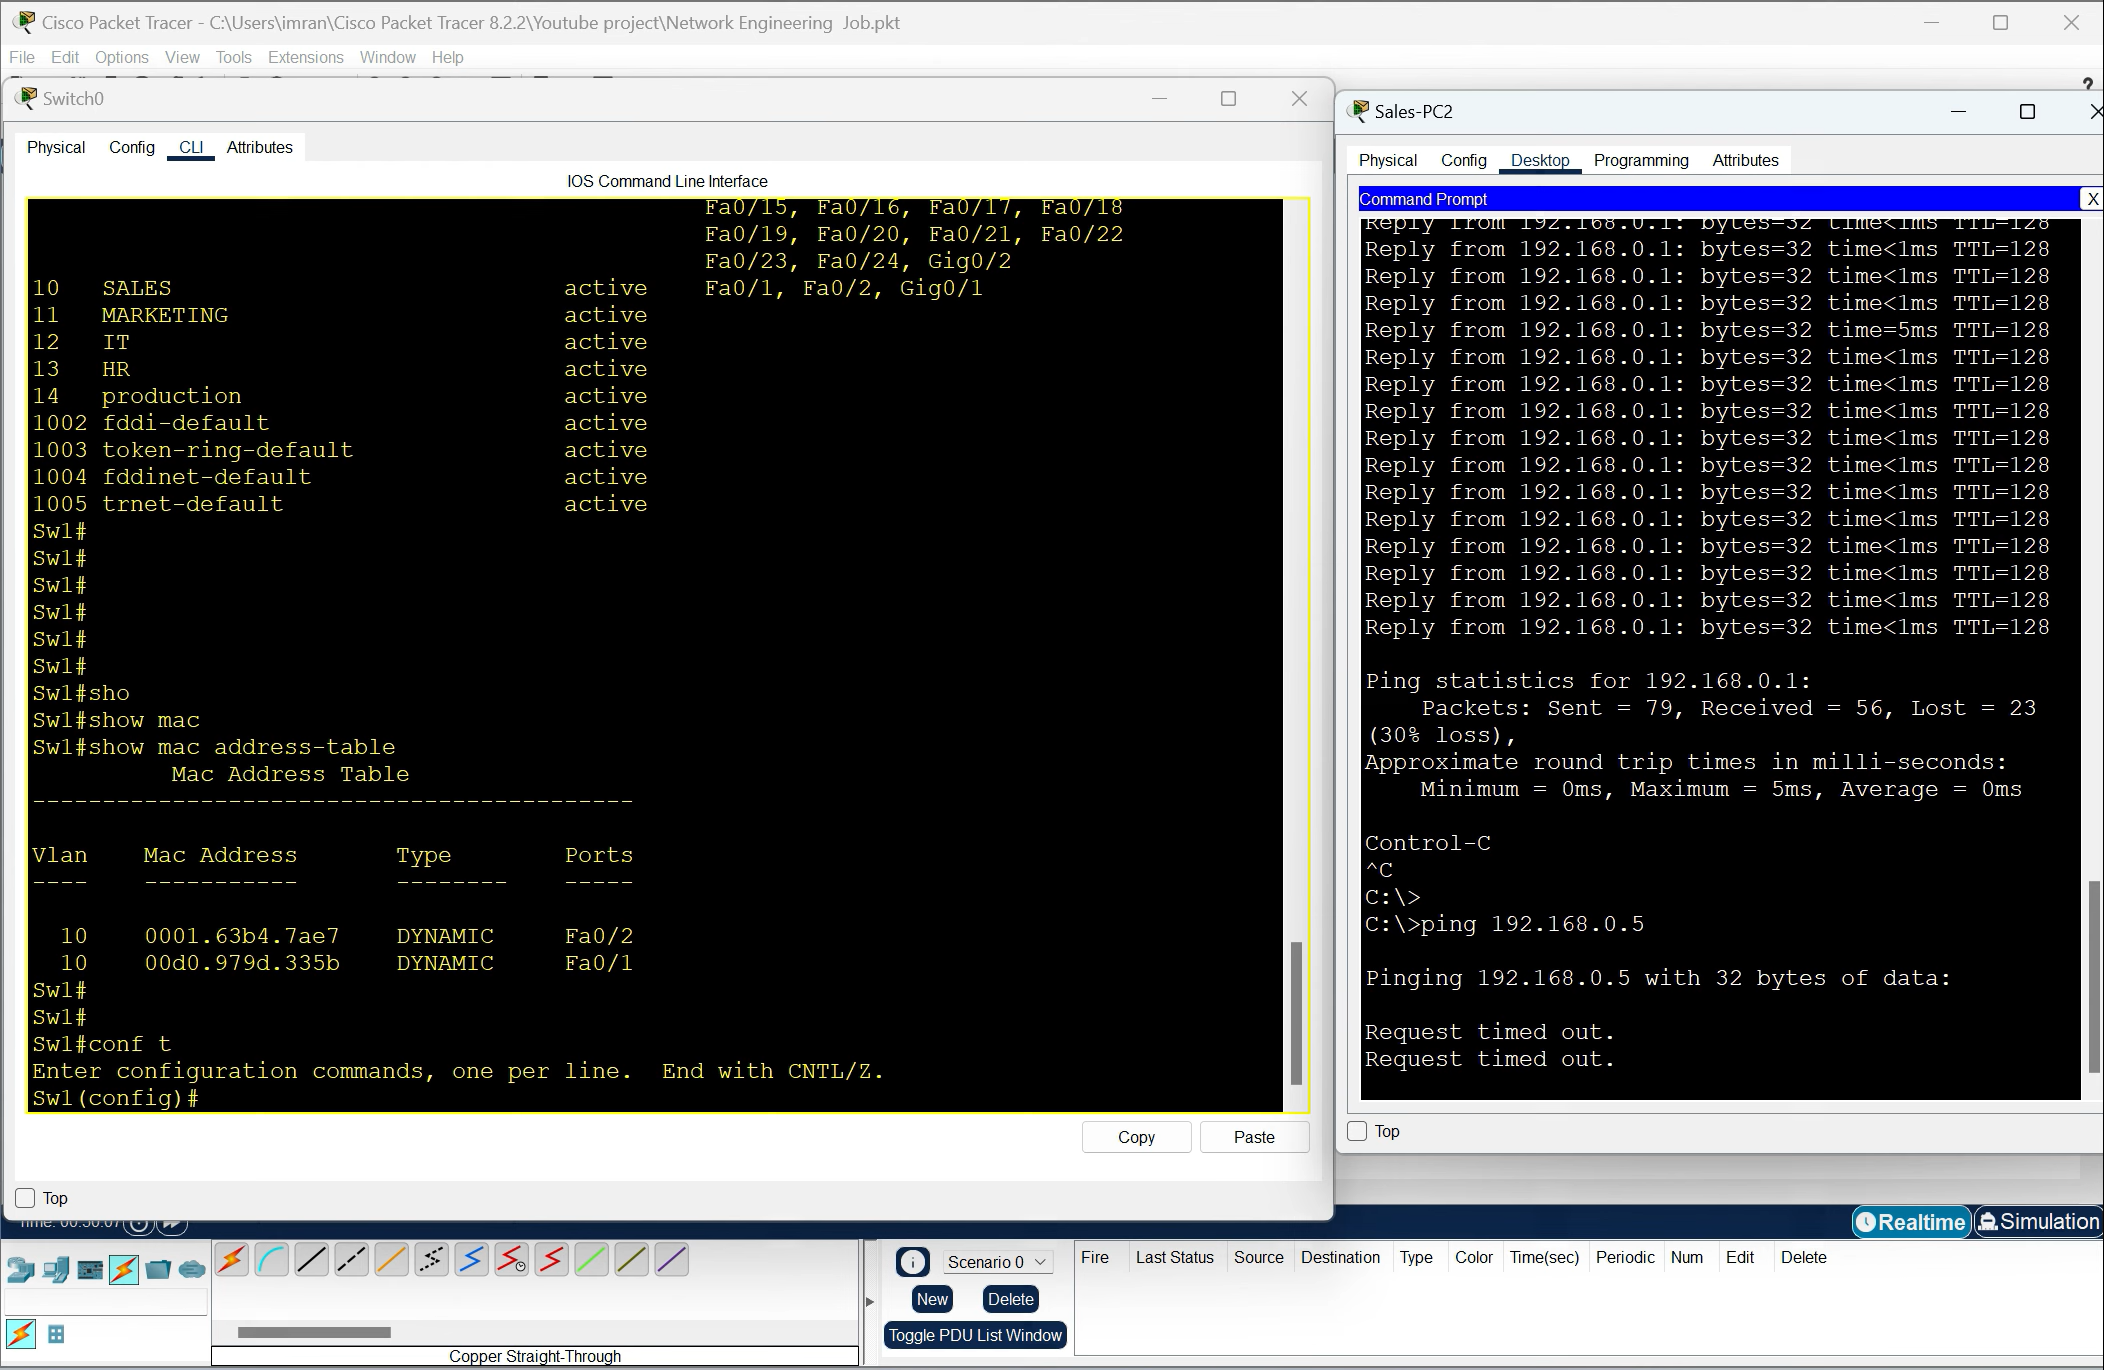 Cisco Packet Tracer - C:\Users\imran\Cisco Packet Tracer 8.2.2\Youtube project\Network Engineering  Job.pkt
File Edit Options View Tools Extensions Window Help
?
Switch0
Physical Config CLI Attributes
IOS Command Line Interface
Fa0/15, Fa0/16, Fa0/17, Fa0/18
Fa0/19, Fa0/20, Fa0/21, Fa0/22
Fa0/23, Fa0/24, Gig0/2
10   SALES                            active    Fa0/1, Fa0/2, Gig0/1
11   MARKETING                        active
12   IT                               active
13   HR                               active
14   production                       active
1002 fddi-default                     active
1003 token-ring-default               active
1004 fddinet-default                  active
1005 trnet-default                    active
Sw1#
Sw1#
Sw1#
Sw1#
Sw1#
Sw1#
Sw1#sho
Sw1#show mac
Sw1#show mac address-table
          Mac Address Table
-------------------------------------------
Vlan    Mac Address       Type        Ports
----    -----------       --------    -----
  10    0001.63b4.7ae7    DYNAMIC     Fa0/2
  10    00d0.979d.335b    DYNAMIC     Fa0/1
Sw1#
Sw1#
Sw1#conf t
Enter configuration commands, one per line.  End with CNTL/Z.
Sw1(config)#
Copy Paste
Top
Sales-PC2
Physical Config Desktop Programming Attributes
Command Prompt X
Reply from 192.168.0.1: bytes=32 time<1ms TTL=128
Reply from 192.168.0.1: bytes=32 time<1ms TTL=128
Reply from 192.168.0.1: bytes=32 time<1ms TTL=128
Reply from 192.168.0.1: bytes=32 time<1ms TTL=128
Reply from 192.168.0.1: bytes=32 time=5ms TTL=128
Reply from 192.168.0.1: bytes=32 time<1ms TTL=128
Reply from 192.168.0.1: bytes=32 time<1ms TTL=128
Reply from 192.168.0.1: bytes=32 time<1ms TTL=128
Reply from 192.168.0.1: bytes=32 time<1ms TTL=128
Reply from 192.168.0.1: bytes=32 time<1ms TTL=128
Reply from 192.168.0.1: bytes=32 time<1ms TTL=128
Reply from 192.168.0.1: bytes=32 time<1ms TTL=128
Reply from 192.168.0.1: bytes=32 time<1ms TTL=128
Reply from 192.168.0.1: bytes=32 time<1ms TTL=128
Reply from 192.168.0.1: bytes=32 time<1ms TTL=128
Reply from 192.168.0.1: bytes=32 time<1ms TTL=128
Ping statistics for 192.168.0.1:
    Packets: Sent = 79, Received = 56, Lost = 23
(30% loss),
Approximate round trip times in milli-seconds:
    Minimum = 0ms, Maximum = 5ms, Average = 0ms
Control-C
^C
C:\>
C:\>ping 192.168.0.5
Pinging 192.168.0.5 with 32 bytes of data:
Request timed out.
Request timed out.
Top
Time: 00:50:07
Realtime Simulation
Scenario 0
New Delete
Toggle PDU List Window
Fire Last Status Source Destination Type Color Time(sec) Periodic Num Edit Delete
Copper Straight-Through